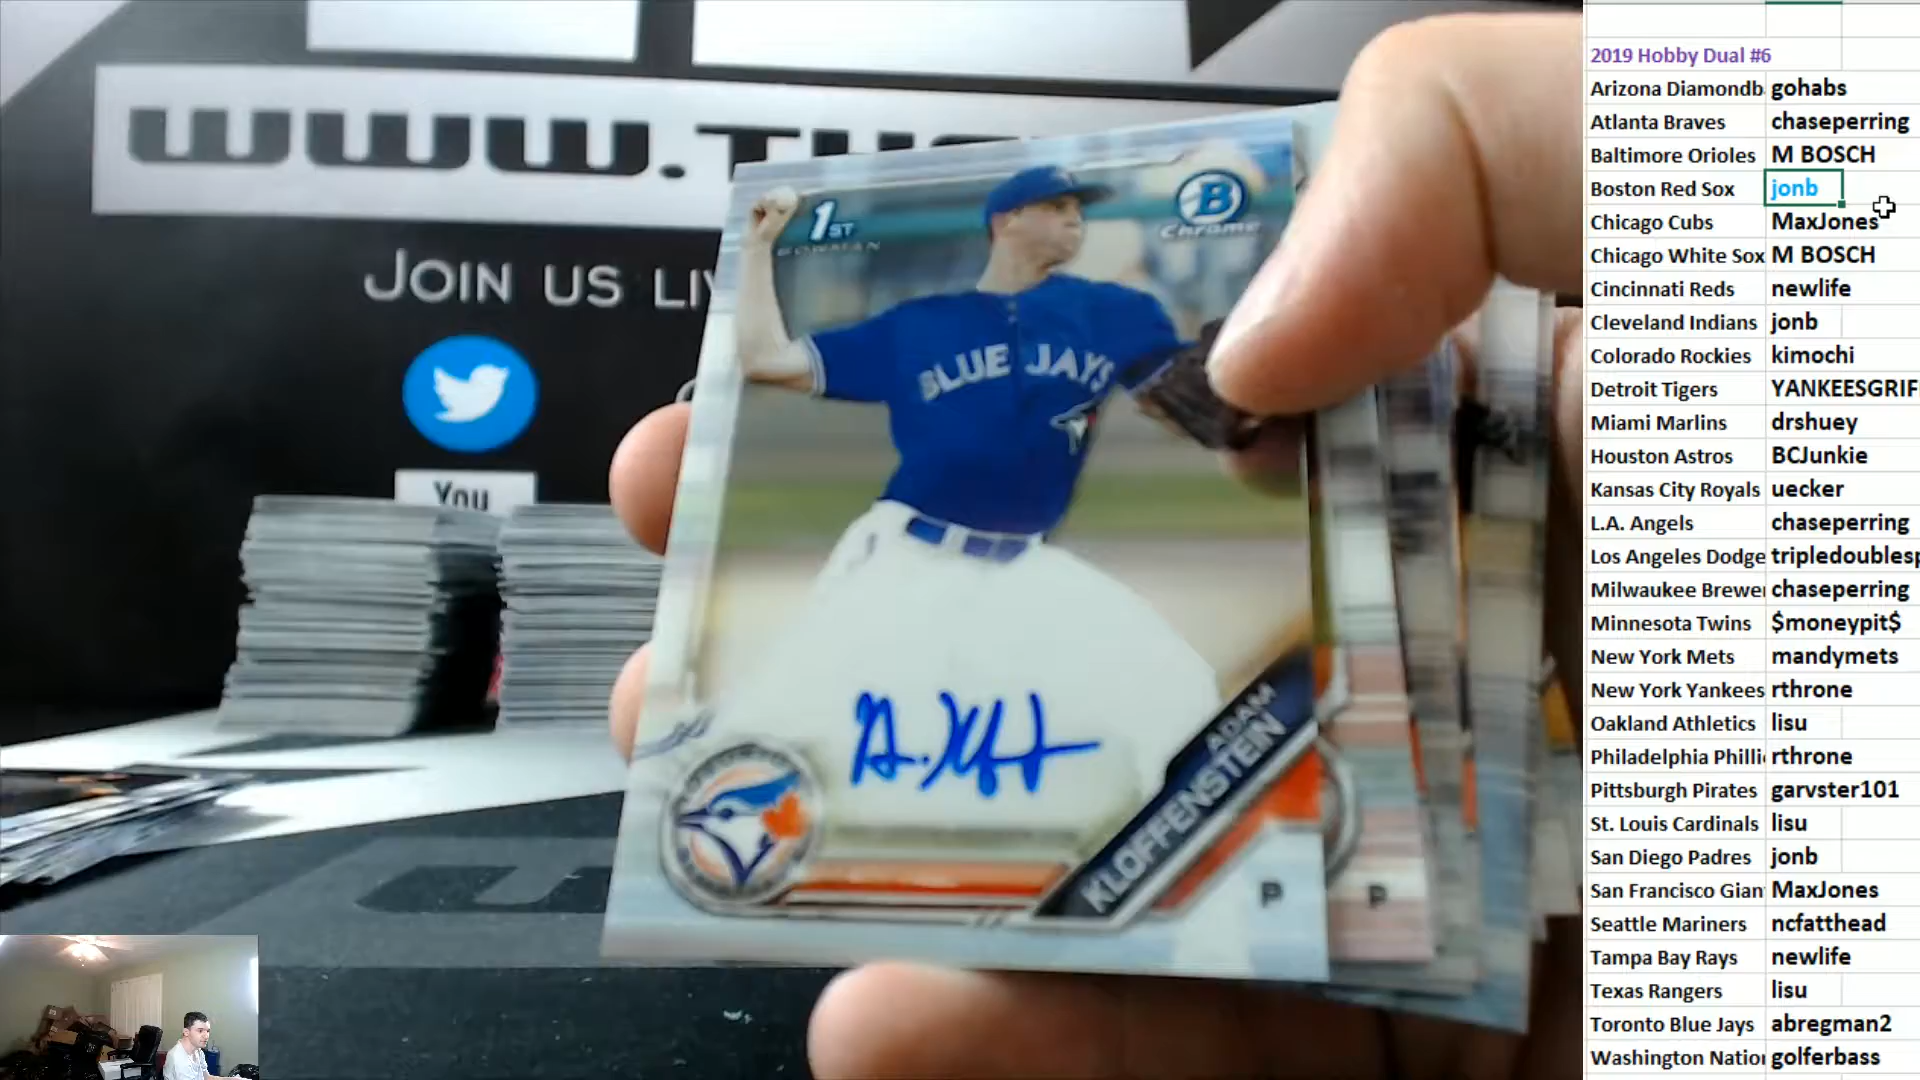 WWW.
JOIN US LI
You
1ST
BOWMAN
B
Chrome
BLUE JAYS
ADAM
KLOFFENSTEIN
P
P
2019 Hobby Dual #6
Arizona Diamondb gohabs
Atlanta Braves chaseperring
Baltimore Orioles M BOSCH
Boston Red Sox jonb
Chicago Cubs MaxJones
Chicago White Sox M BOSCH
Cincinnati Reds newlife
Cleveland Indians jonb
Colorado Rockies kimochi
Detroit Tigers YANKEESGRIF
Miami Marlins drshuey
Houston Astros BCJunkie
Kansas City Royals uecker
L.A. Angels chaseperring
Los Angeles Dodge tripledoublesp
Milwaukee Brewe chaseperring
Minnesota Twins $moneypit$
New York Mets mandymets
New York Yankees rthrone
Oakland Athletics lisu
Philadelphia Philli rthrone
Pittsburgh Pirates garvster101
St. Louis Cardinals lisu
San Diego Padres jonb
San Francisco Gian MaxJones
Seattle Mariners ncfatthead
Tampa Bay Rays newlife
Texas Rangers lisu
Toronto Blue Jays abregman2
Washington Natio golferbass